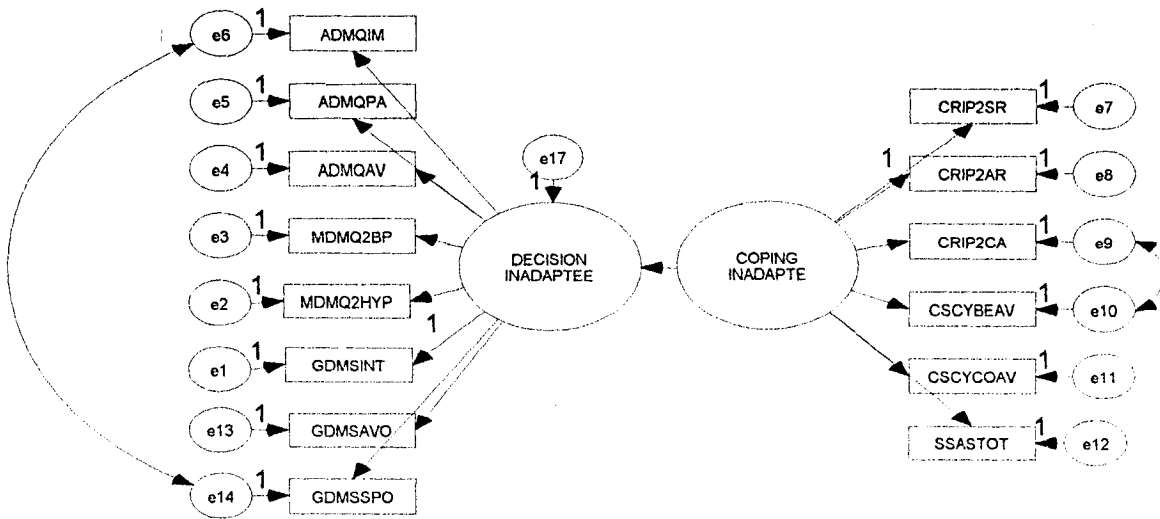 e6 1 ADMQIM
e5 1 ADMQPA
e4 1 ADMQAV
e3 1 MDMQ2BP
e2 1 MDMQ2HYP
e1 1 GDMSINT
1
e13 1 GDMSAVO
e14 1 GDMSSPO
e17
1
DECISION
INADAPTEE
COPING
INADAPTE
CRIP2SR 1 e7
1
CRIP2AR 1 e8
CRIP2CA 1 e9
CSCYBEAV 1 e10
CSCYCOAV 1 e11
SSASTOT 1 e12